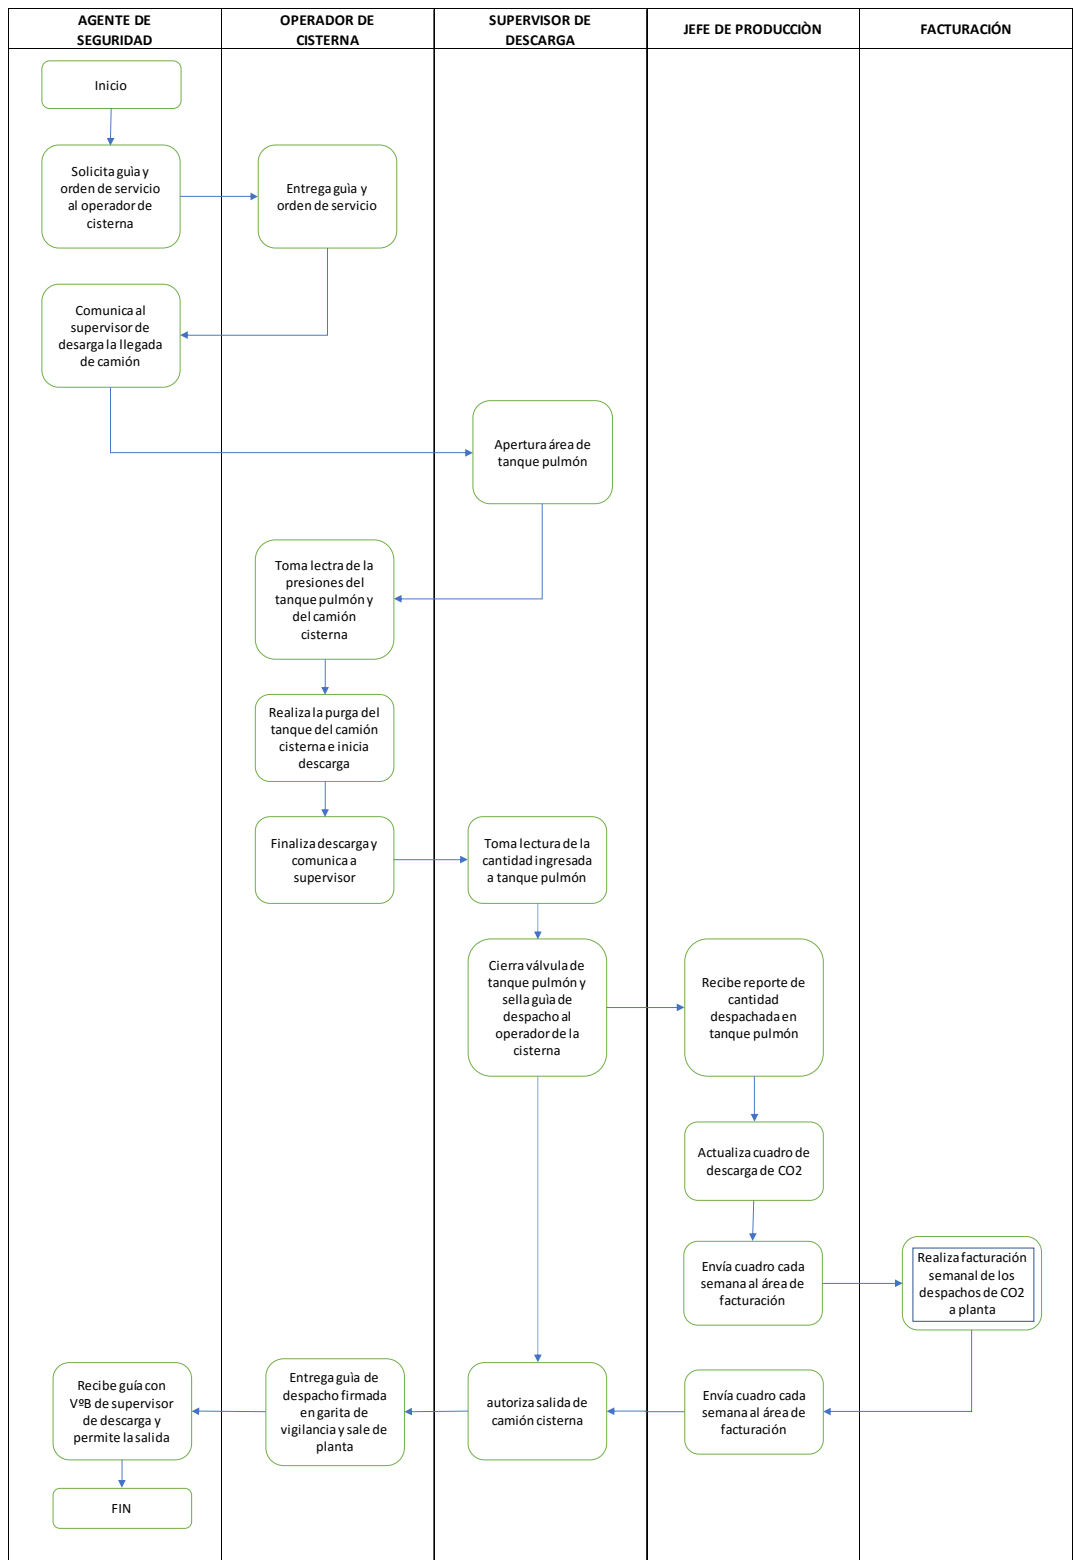 AGENTE DE
SEGURIDAD
OPERADOR DE
CISTERNA
SUPERVISOR DE
DESCARGA
JEFE DE PRODUCCIÒN
FACTURACIÓN
Inicio
Solicita guìa y
orden de servicio
al operador de
cisterna
Entrega guìa y
orden de servicio
Comunica al
supervisor de
desarga la llegada
de camión
Apertura área de
tanque pulmón
Toma lectra de la
presiones del
tanque pulmón y
del camión
cisterna
Realiza la purga del
tanque del camión
cisterna e inicia
descarga
Finaliza descarga y
comunica a
supervisor
Toma lectura de la
cantidad ingresada
a tanque pulmón
Cierra válvula de
tanque pulmón y
sella guìa de
despacho al
operador de la
cisterna
Recibe reporte de
cantidad
despachada en
tanque pulmón
Actualiza cuadro de
descarga de CO2
Envía cuadro cada
semana al área de
facturación
Realiza facturación
semanal de los
despachos de CO2
a planta
Recibe guía con
VºB de supervisor
de descarga y
permite la salida
Entrega guìa de
despacho firmada
en garita de
vigilancia y sale de
planta
autoriza salida de
camión cisterna
Envía cuadro cada
semana al área de
facturación
FIN